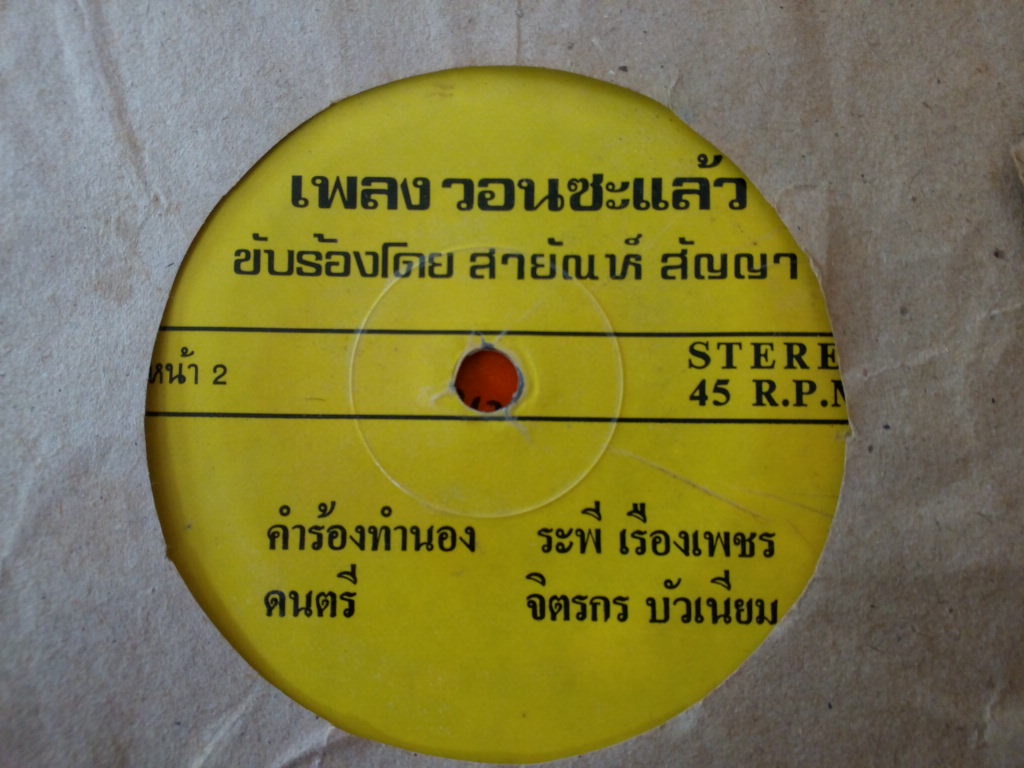 เพลง วอนซะแล้ว
ขับร้องโดย สายัณห์ สัญญา
หน้า 2
STERE
45 R.P.M
คำร้องทำนอง ระพี เรืองเพชร
ดนตรี จิตรกร บัวเนียม